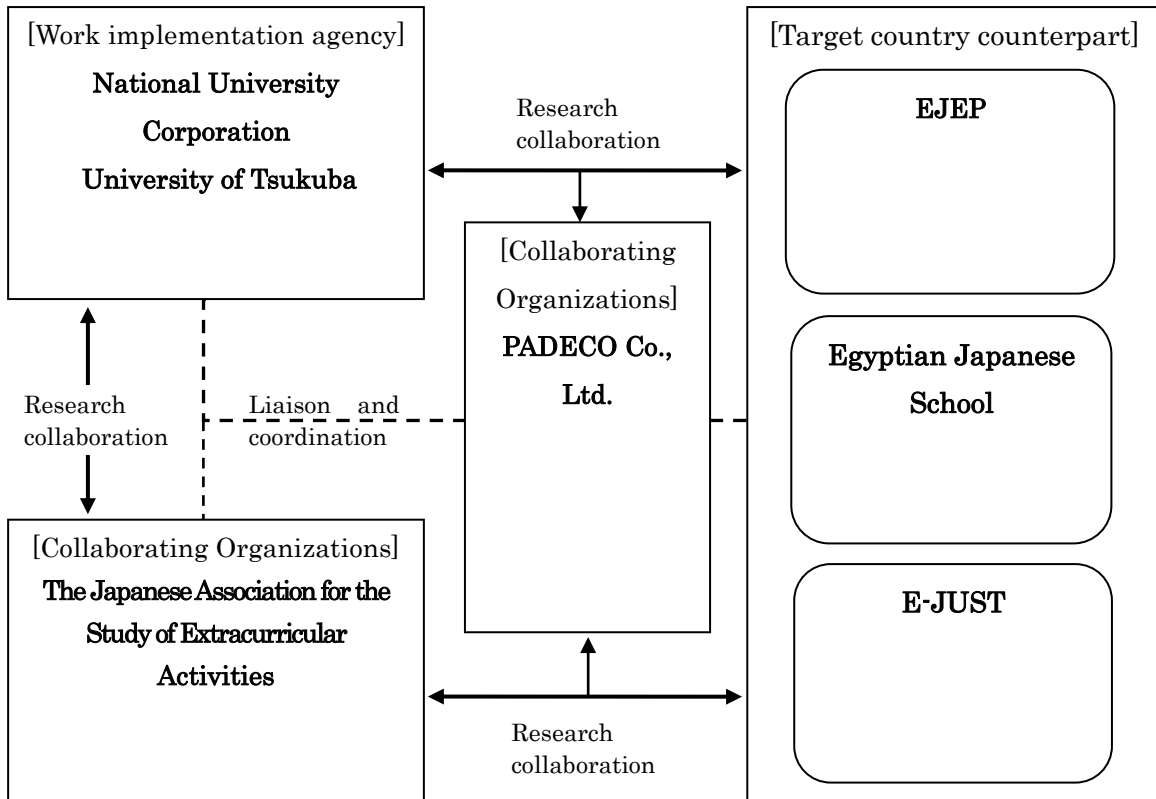 [Work implementation agency]
National University
Corporation
University of Tsukuba
Research
collaboration
[Target country counterpart]
EJEP
[Collaborating
Organizations]
PADECO Co.,
Ltd.
Egyptian Japanese
School
Research
collaboration
Liaison and
coordination
[Collaborating Organizations]
The Japanese Association for the
Study of Extracurricular
Activities
E-JUST
Research
collaboration